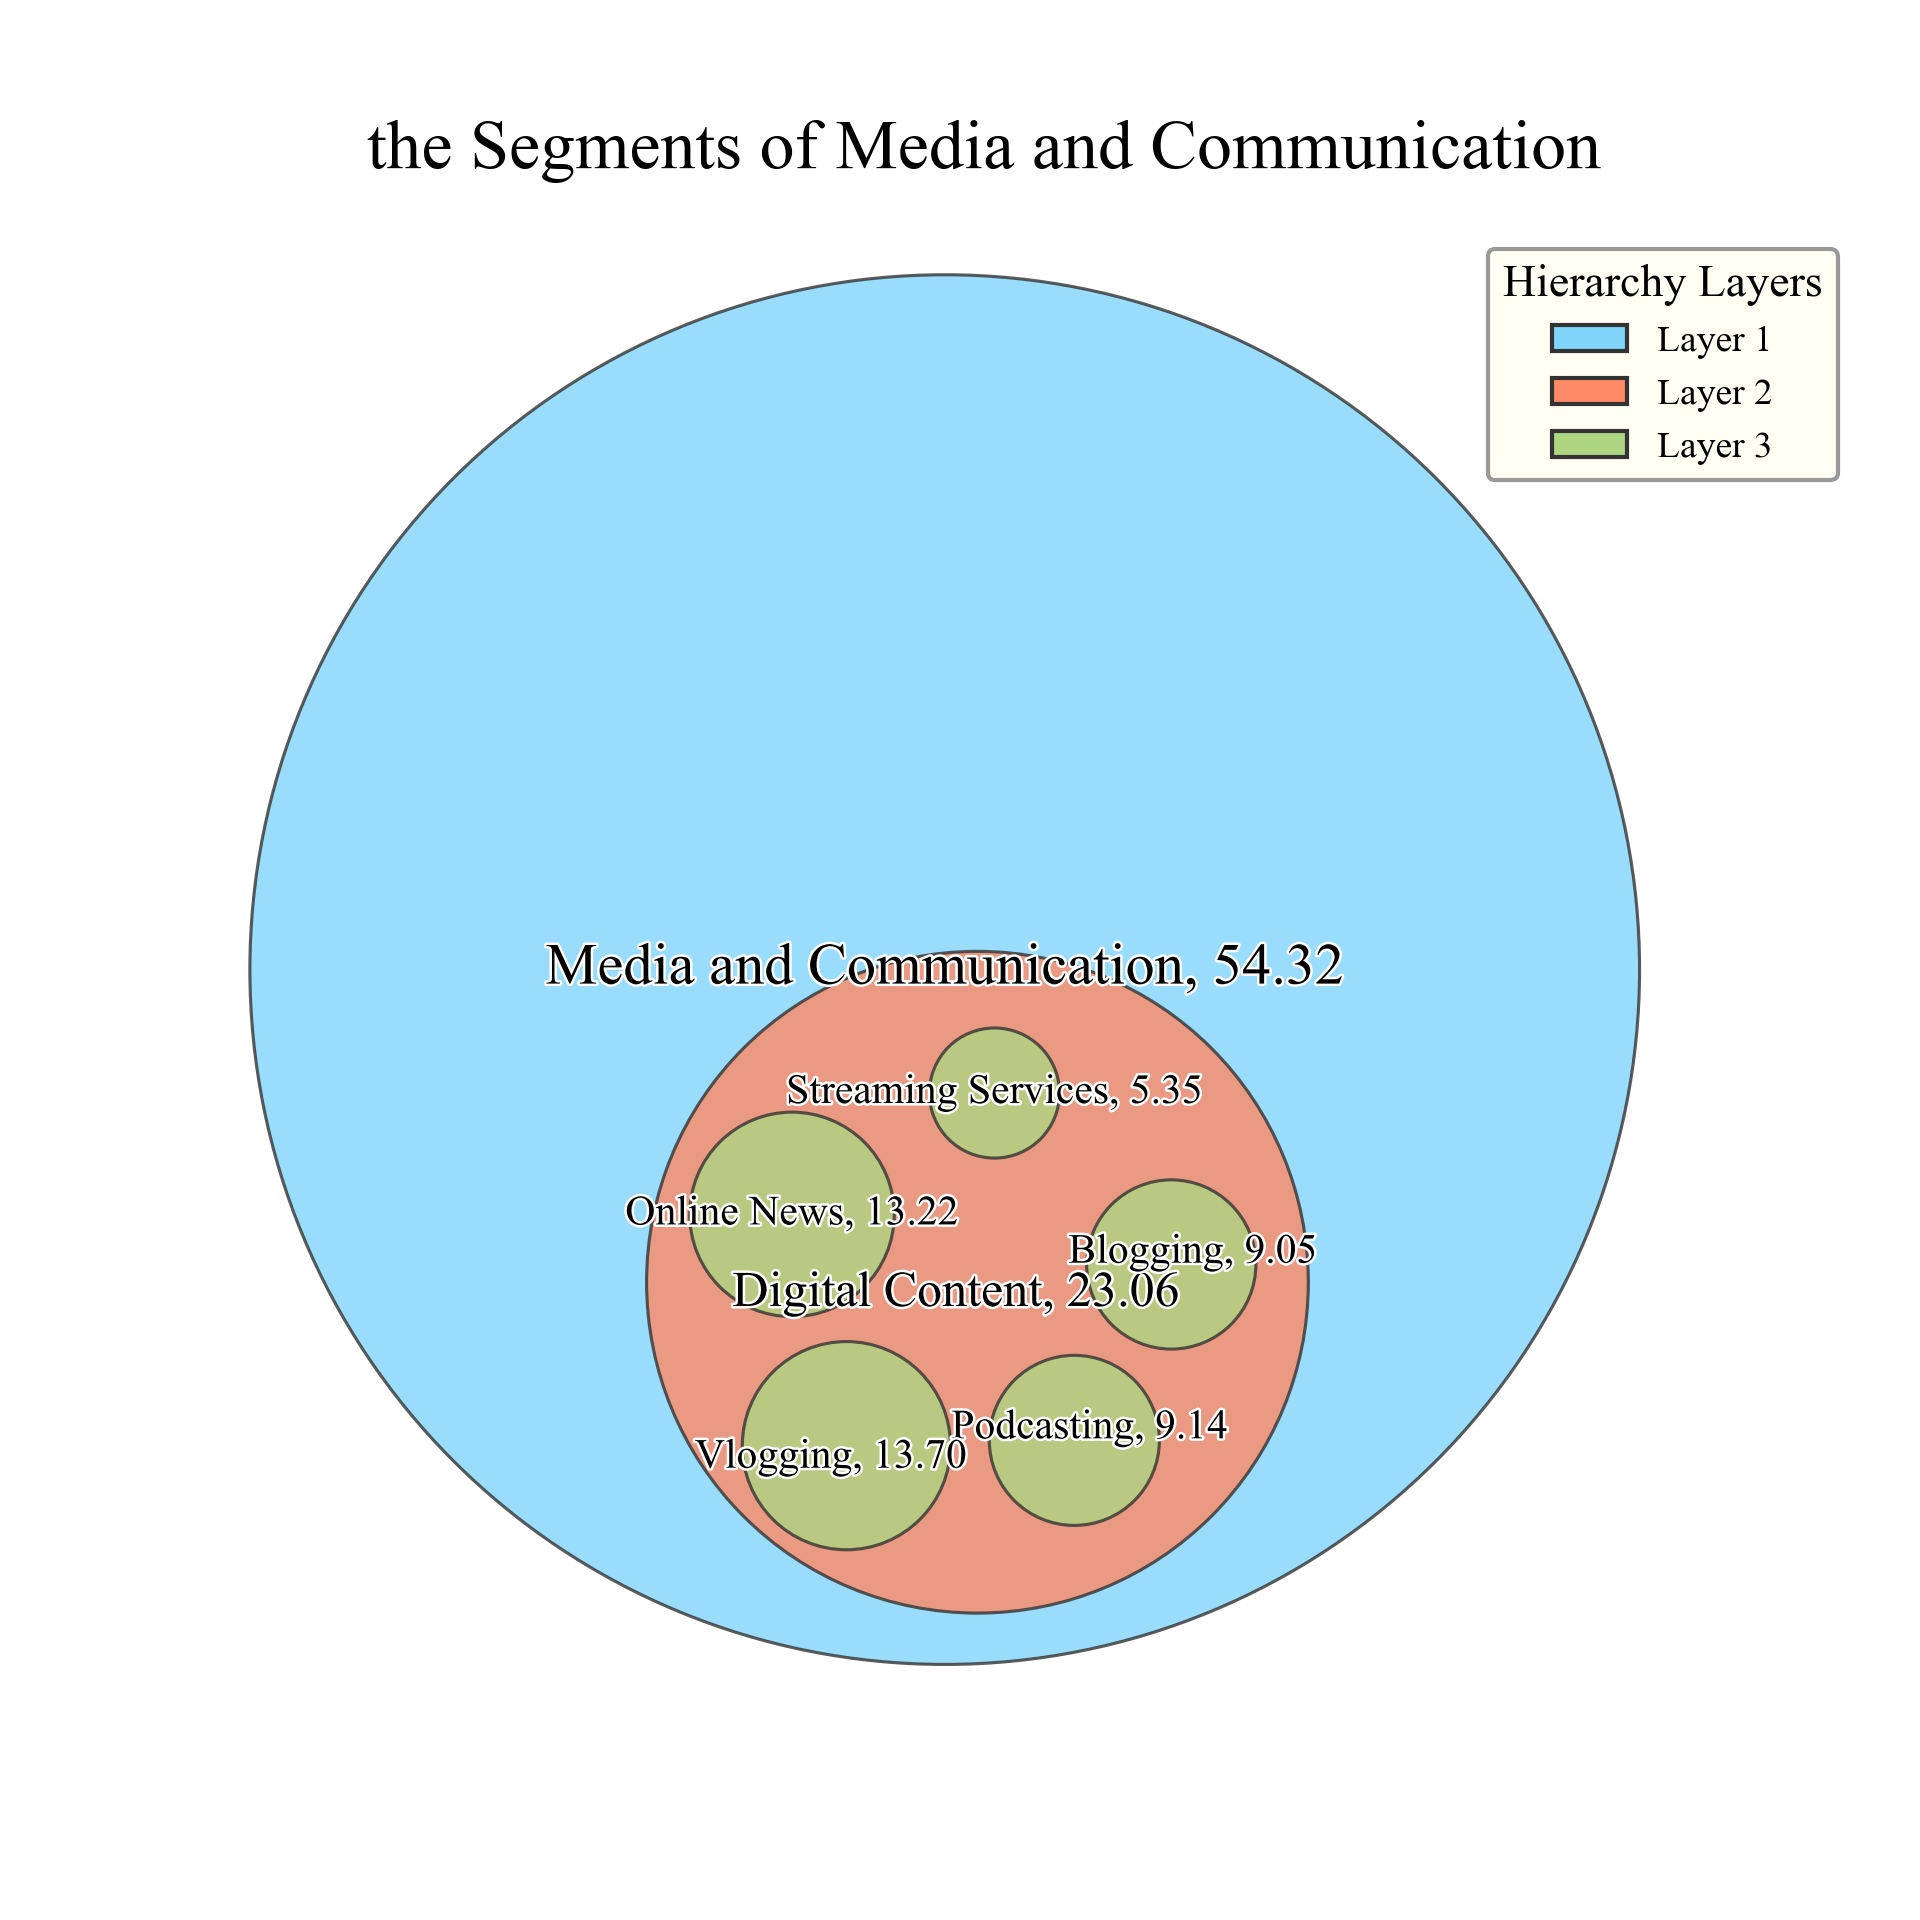 the Segments of Media and Communication
Hierarchy Layers
Layer 1
Layer 2
Layer 3
Media and Communication, 54.32
Streaming Services, 5.35
Online News, 13.22
Blogging, 9.05
Digital Content, 23.06
Podcasting, 9.14
Vlogging, 13.70